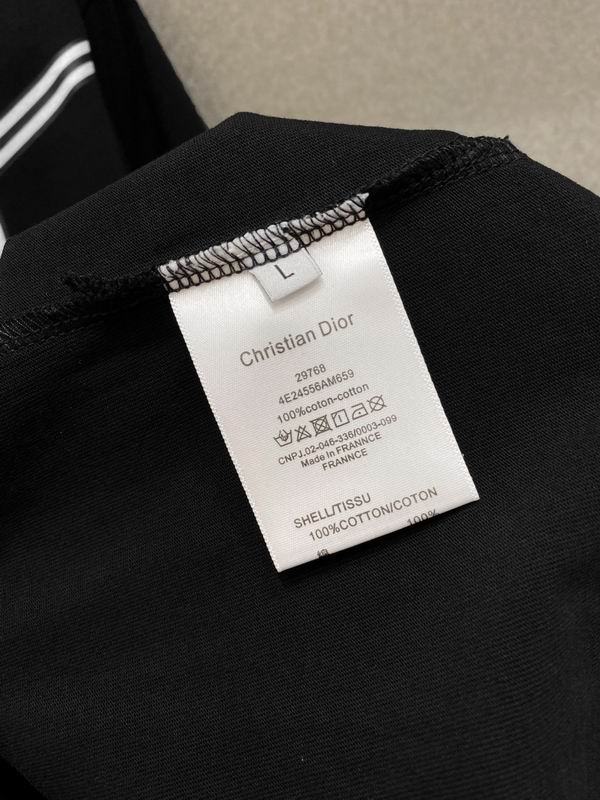 L
Christian Dior
29768
4E24556AM659
100%coton-cotton
CNPJ.02-046-336/0003-099
Made In FRANNCE
FRANNCE
SHELL/TISSU
100%COTTON/COTON
100%